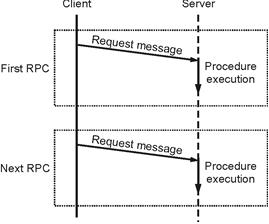 Client Server
Request message
First RPC
Procedure
execution
Request message
Next RPC
Procedure
execution